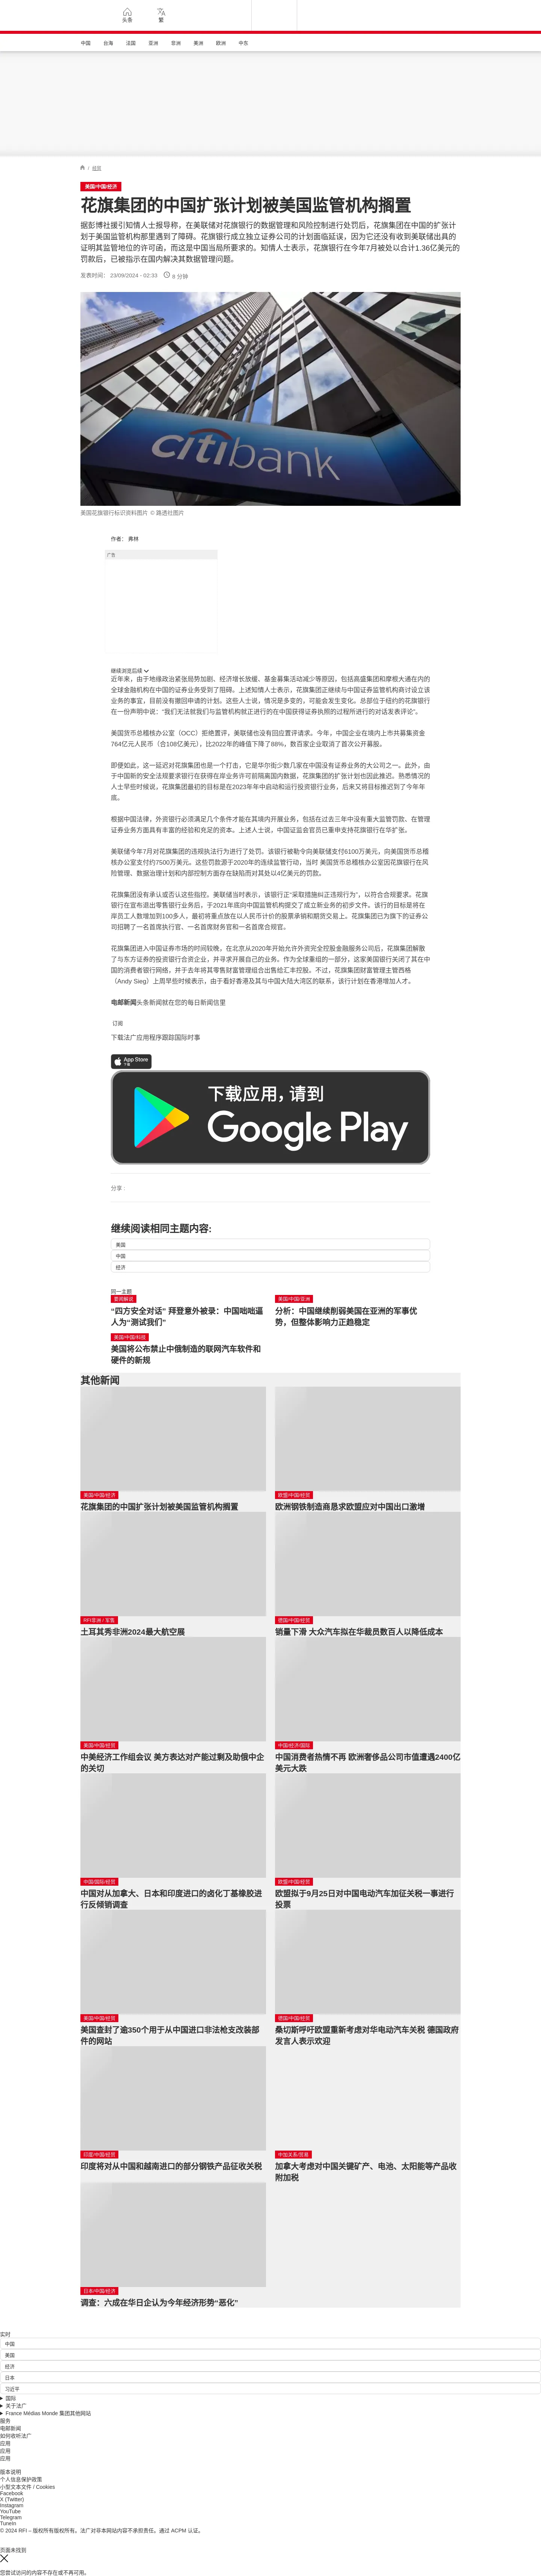 头条
繁
中国 台海 法国 亚洲 非洲 美洲 欧洲 中东
/ 经贸
美国/中国/经济
花旗集团的中国扩张计划被美国监管机构搁置
据彭博社援引知情人士报导称，在美联储对花旗银行的数据管理和风险控制进行处罚后，花旗集团在中国的扩张计
划于美国监管机构那里遇到了障碍。花旗银行成立独立证券公司的计划面临延误，因为它还没有收到美联储出具的
证明其监管地位的许可函，而这是中国当局所要求的。知情人士表示，花旗银行在今年7月被处以合计1.36亿美元的
罚款后，已被指示在国内解决其数据管理问题。
发表时间： 23/09/2024 - 02:33 8 分钟
citibank
美国花旗银行标识资料图片 © 路透社图片
作者： 弗林
广告
继续浏览后续
近年来，由于地缘政治紧张局势加剧、经济增长放缓、基金募集活动减少等原因，包括高盛集团和摩根大通在内的
全球金融机构在中国的证券业务受到了阻碍。上述知情人士表示，花旗集团正继续与中国证券监管机构商讨设立该
业务的事宜，目前没有撤回申请的计划。这些人士说，情况是多变的，可能会发生变化。总部位于纽约的花旗银行
在一份声明中说：“我们无法就我们与监管机构就正进行的在中国获得证券执照的过程所进行的对话发表评论”。
美国货币总稽核办公室（OCC）拒绝置评，美联储也没有回应置评请求。今年，中国企业在境内上市共募集资金
764亿元人民币（合108亿美元），比2022年的峰值下降了88%，数百家企业取消了首次公开募股。
即便如此，这一延迟对花旗集团也是一个打击，它是华尔街少数几家在中国没有证券业务的大公司之一。此外，由
于中国新的安全法规要求银行在获得在岸业务许可前隔离国内数据，花旗集团的扩张计划也因此推迟。熟悉情况的
人士早些时候说，花旗集团最初的目标是在2023年年中启动和运行投资银行业务，后来又将目标推迟到了今年年
底。
根据中国法律，外资银行必须满足几个条件才能在其境内开展业务，包括在过去三年中没有重大监管罚款、在管理
证券业务方面具有丰富的经验和充足的资本。上述人士说，中国证监会官员已重申支持花旗银行在华扩张。
美联储今年7月对花旗集团的违规执法行为进行了处罚。该银行被勒令向美联储支付6100万美元，向美国货币总稽
核办公室支付约7500万美元。这些罚款源于2020年的连续监管行动，当时 美国货币总稽核办公室因花旗银行在风
险管理、数据治理计划和内部控制方面存在缺陷而对其处以4亿美元的罚款。
花旗集团没有承认或否认这些指控。美联储当时表示，该银行正“采取措施纠正违规行为”，以符合合规要求。花旗
银行在宣布退出零售银行业务后，于2021年底向中国监管机构提交了成立新业务的初步文件。该行的目标是将在
岸员工人数增加到100多人，最初将重点放在以人民币计价的股票承销和期货交易上。花旗集团已为旗下的证券公
司招聘了一名首席执行官、一名首席财务官和一名首席合规官。
花旗集团进入中国证券市场的时间较晚，在北京从2020年开始允许外资完全控股金融服务公司后，花旗集团解散
了与东方证券的投资银行合资企业，并寻求开展自己的业务。作为全球重组的一部分，这家美国银行关闭了其在中
国的消费者银行网络，并于去年将其零售财富管理组合出售给汇丰控股。不过，花旗集团财富管理主管西格
（Andy Sieg）上周早些时候表示，由于看好香港及其与中国大陆大湾区的联系，该行计划在香港增加人才。
电邮新闻头条新闻就在您的每日新闻信里
订阅
下载法广应用程序跟踪国际时事
App Store
下载
下载应用，请到
Google Play
分享 :
继续阅读相同主题内容:
美国
中国
经济
同一主题
要闻解说
“四方安全对话” 拜登意外被录：中国咄咄逼
人为“测试我们”
美国/中国/亚洲
分析：中国继续削弱美国在亚洲的军事优
势，但整体影响力正趋稳定
美国/中国/科技
美国将公布禁止中俄制造的联网汽车软件和
硬件的新规
其他新闻
美国/中国/经济
花旗集团的中国扩张计划被美国监管机构搁置
欧盟/中国/经贸
欧洲钢铁制造商恳求欧盟应对中国出口激增
RFI非洲 / 军售
土耳其秀非洲2024最大航空展
德国/中国/经贸
销量下滑 大众汽车拟在华裁员数百人以降低成本
美国/中国/经贸
中美经济工作组会议 美方表达对产能过剩及助俄中企
的关切
中国/经济/国际
中国消费者热情不再 欧洲奢侈品公司市值遭遇2400亿
美元大跌
中国/国际/经贸
中国对从加拿大、日本和印度进口的卤化丁基橡胶进
行反倾销调查
欧盟/中国/经贸
欧盟拟于9月25日对中国电动汽车加征关税一事进行
投票
美国/中国/经贸
美国查封了逾350个用于从中国进口非法枪支改装部
件的网站
德国/中国/经贸
桑切斯呼吁欧盟重新考虑对华电动汽车关税 德国政府
发言人表示欢迎
印度/中国/经贸
印度将对从中国和越南进口的部分钢铁产品征收关税
中加关系/贸易
加拿大考虑对中国关键矿产、电池、太阳能等产品收
附加税
日本/中国/经济
调查：六成在华日企认为今年经济形势“恶化”
实时
中国
美国
经济
日本
习近平
国际
关于法广
France Médias Monde 集团其他网站
服务
电邮新闻
如何收听法广
应用
应用
应用
版本说明
个人信息保护政策
小型文本文件 / Cookies
Facebook
X (Twitter)
Instagram
YouTube
Telegram
TuneIn
© 2024 RFI – 版权所有版权所有。法广对非本网站内容不承担责任。通过 ACPM 认证。
页面未找到
您尝试访问的内容不存在或不再可用。